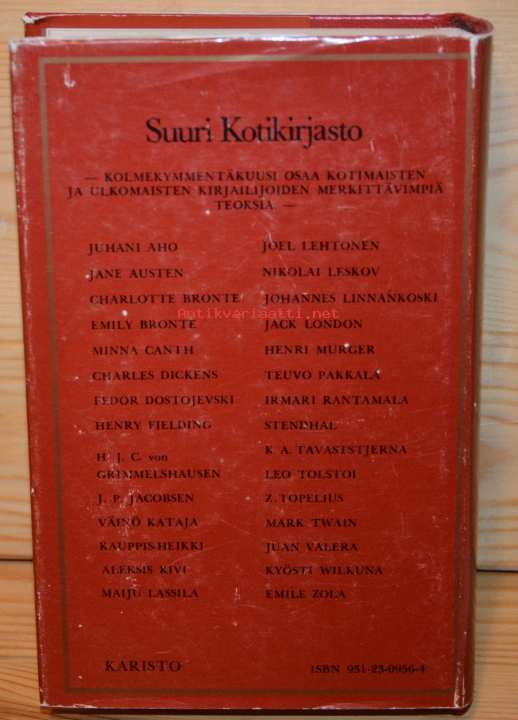 Suuri Kotikirjasto
— KOLMEKYMMENTÄKUUSI OSAA KOTIMAISTEN
JA ULKOMAISTEN KIRJAILIJOIDEN MERKITTÄVIMPIÄ
TEOKSIA —
JUHANI AHO
JANE AUSTEN
CHARLOTTE BRONTE
EMILY BRONTE
MINNA CANTH
CHARLES DICKENS
FEDOR DOSTOJEVSKI
HENRY FIELDING
H. J. C. von
GRIMMELSHAUSEN
J. P. JACOBSEN
VÄINÖ KATAJA
KAUPPIS-HEIKKI
ALEKSIS KIVI
MAIJU LASSILA
JOEL LEHTONEN
NIKOLAI LESKOV
JOHANNES LINNANKOSKI
JACK LONDON
HENRI MURGER
TEUVO PAKKALA
IRMARI RANTAMALA
STENDHAL
K. A. TAVASTSTJERNA
LEO TOLSTOI
Z. TOPELIUS
MARK TWAIN
JUAN VALERA
KYÖSTI WILKUNA
EMILE ZOLA
Antikvariaatti.net
KARISTO
ISBN 951-23-0956-4